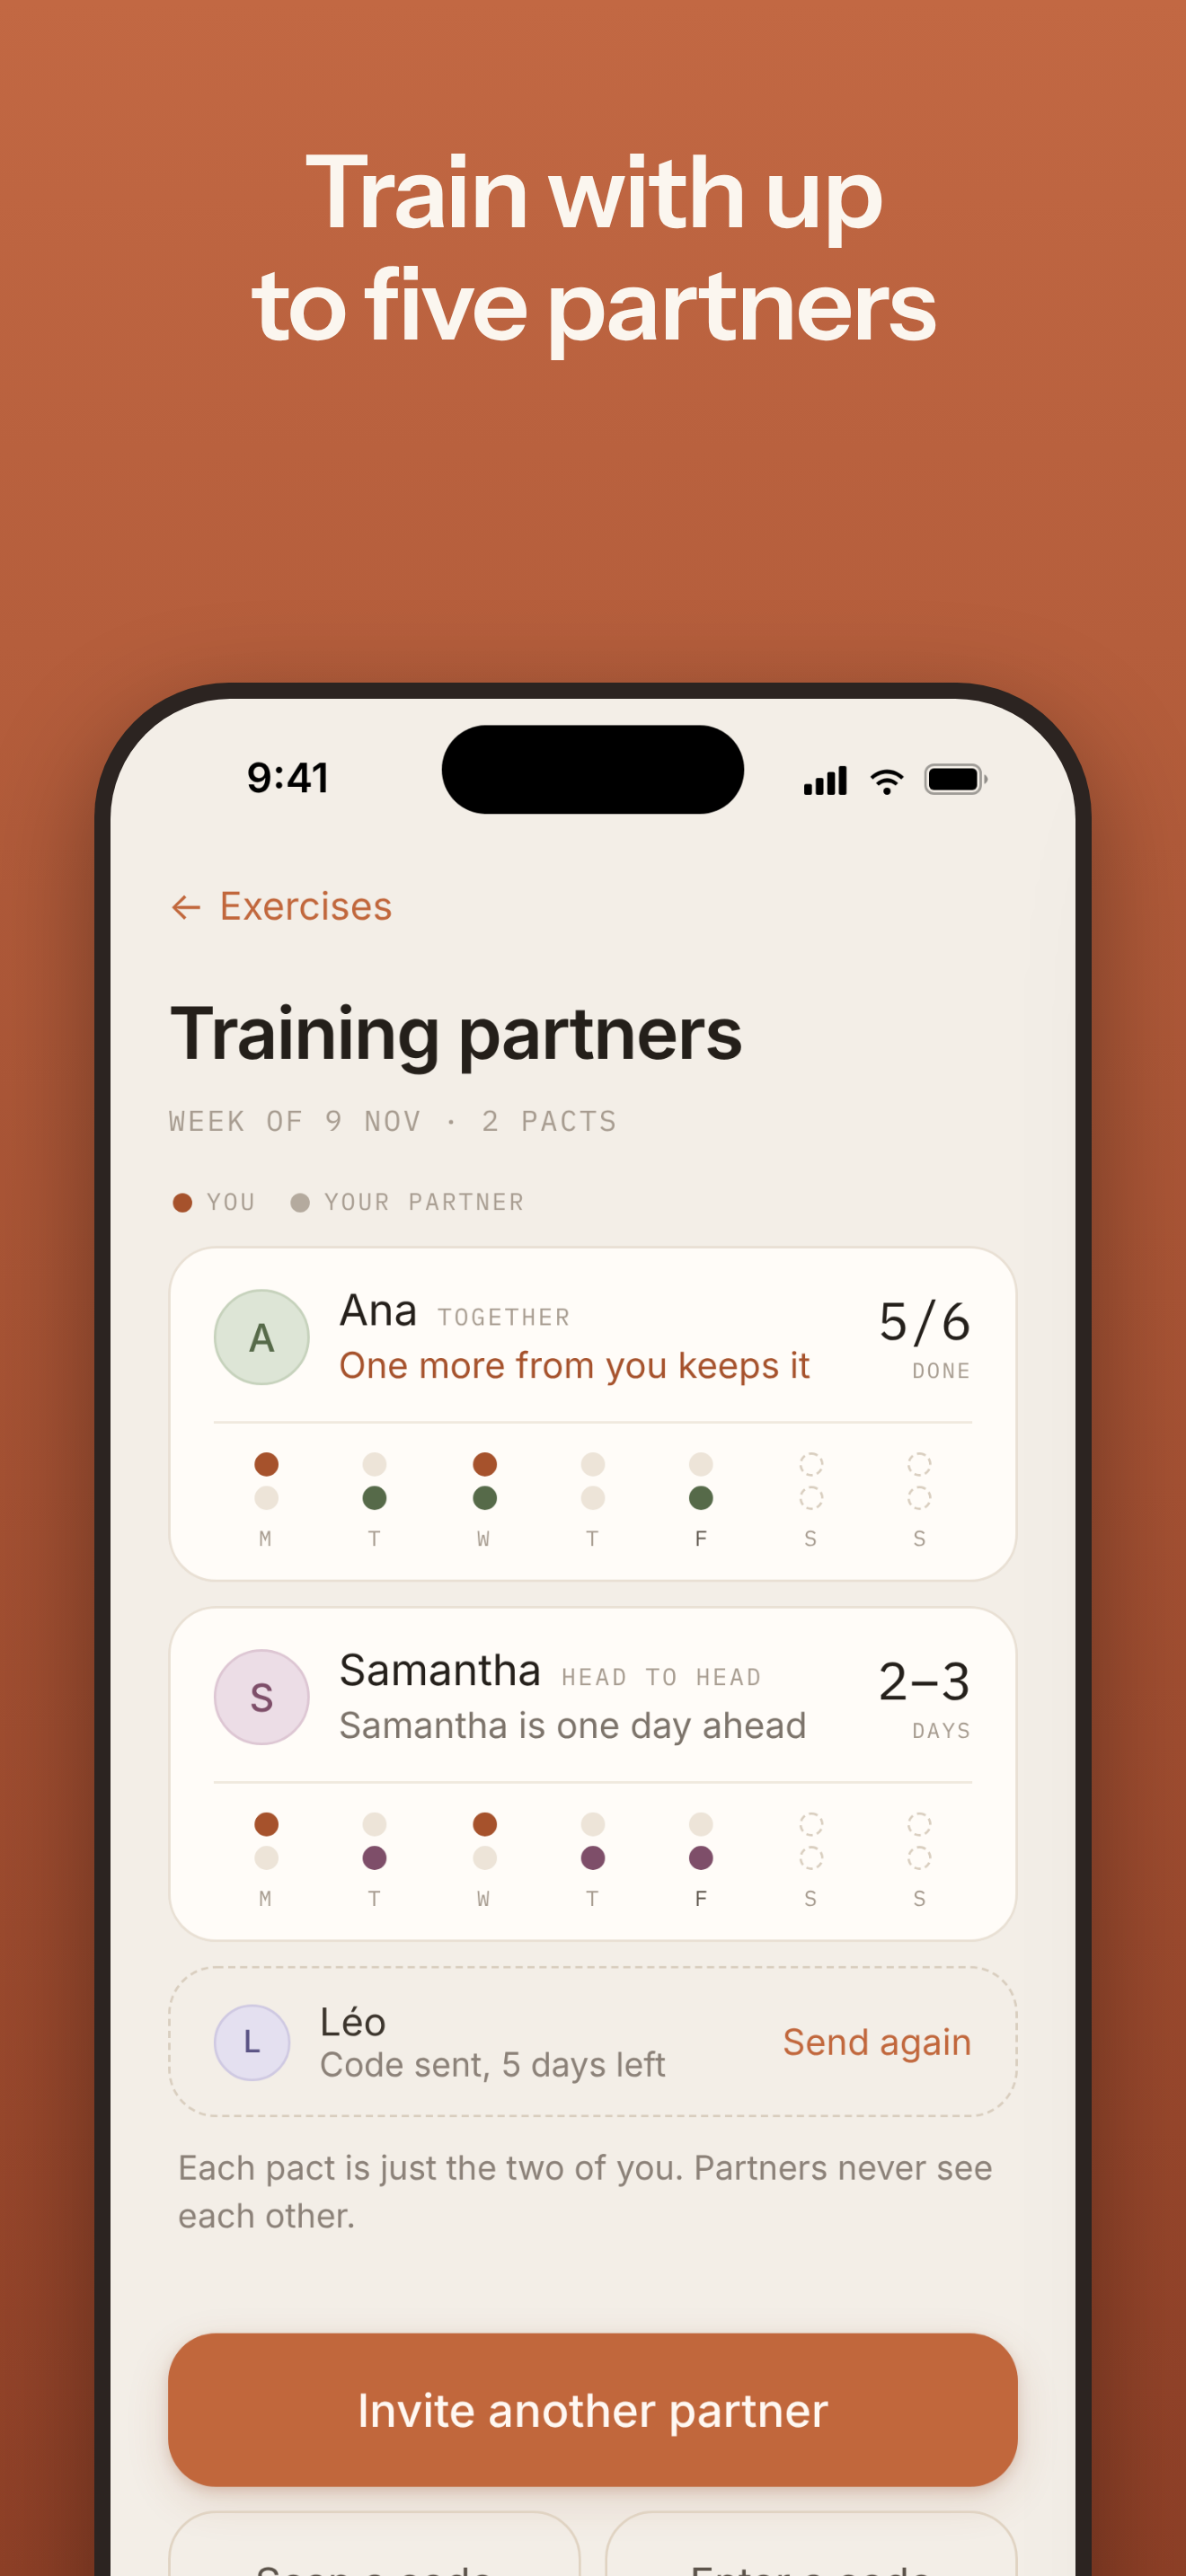 Train with up
to five partners
9:41
← Exercises
Training partners
WEEK OF 9 NOV · 2 PACTS
YOU YOUR PARTNER
A
Ana TOGETHER
One more from you keeps it
5/6
DONE
M T W T F S S
S
Samantha HEAD TO HEAD
Samantha is one day ahead
2–3
DAYS
M T W T F S S
L
Léo
Code sent, 5 days left
Send again
Each pact is just the two of you. Partners never see
each other.
Invite another partner